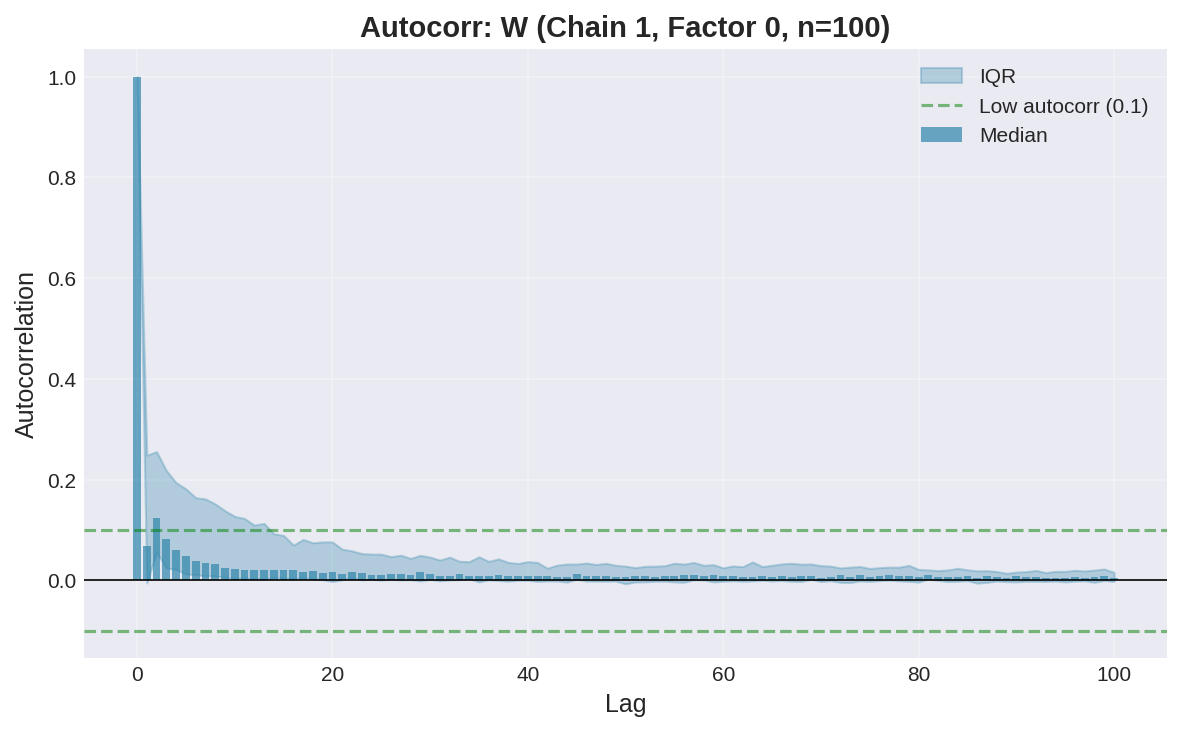 Autocorr: W (Chain 1, Factor 0, n=100)
IQR
Low autocorr (0.1)
Median
Autocorrelation
1.0
0.8
0.6
0.4
0.2
0.0
0
20
40
60
80
100
Lag